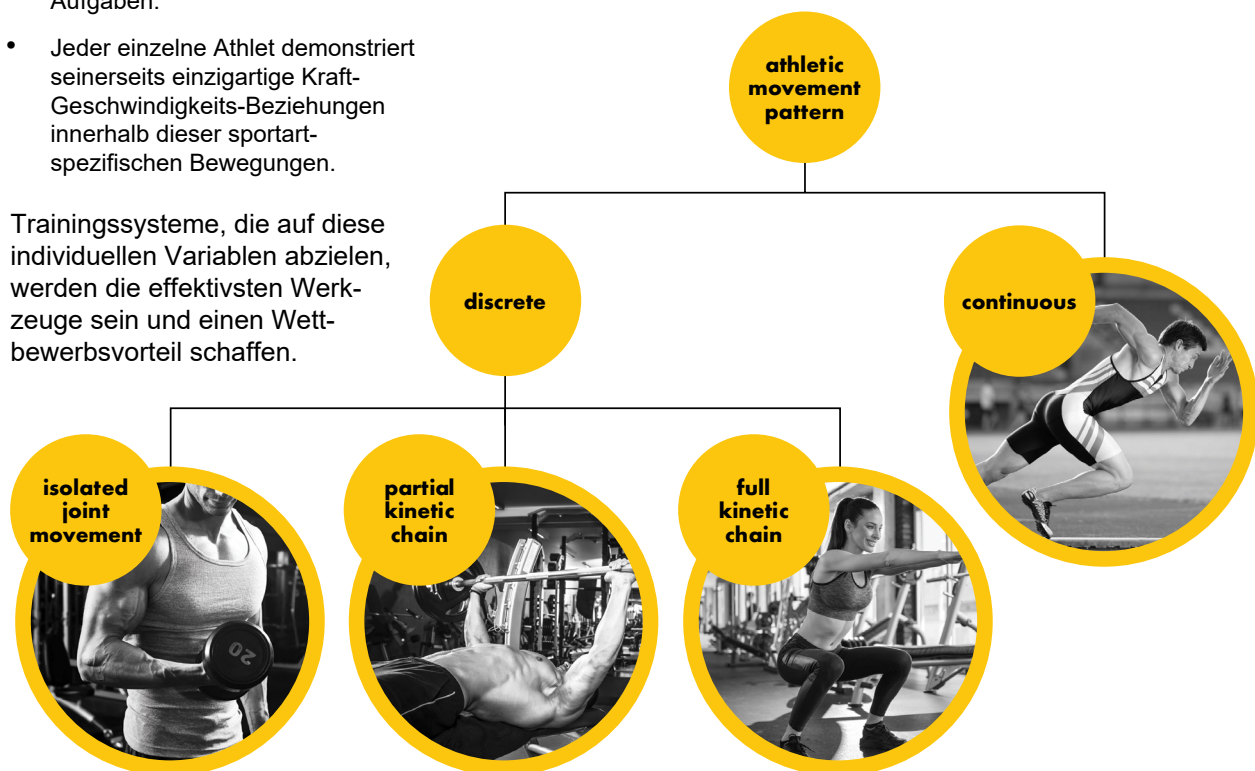 Aufgaben.
• Jeder einzelne Athlet demonstriert
seinerseits einzigartige Kraft-
Geschwindigkeits-Beziehungen
innerhalb dieser sportart-
spezifischen Bewegungen.
Trainingssysteme, die auf diese
individuellen Variablen abzielen,
werden die effektivsten Werk-
zeuge sein und einen Wett-
bewerbsvorteil schaffen.
athletic
movement
pattern
discrete
continuous
isolated
joint
movement
partial
kinetic
chain
full
kinetic
chain
20